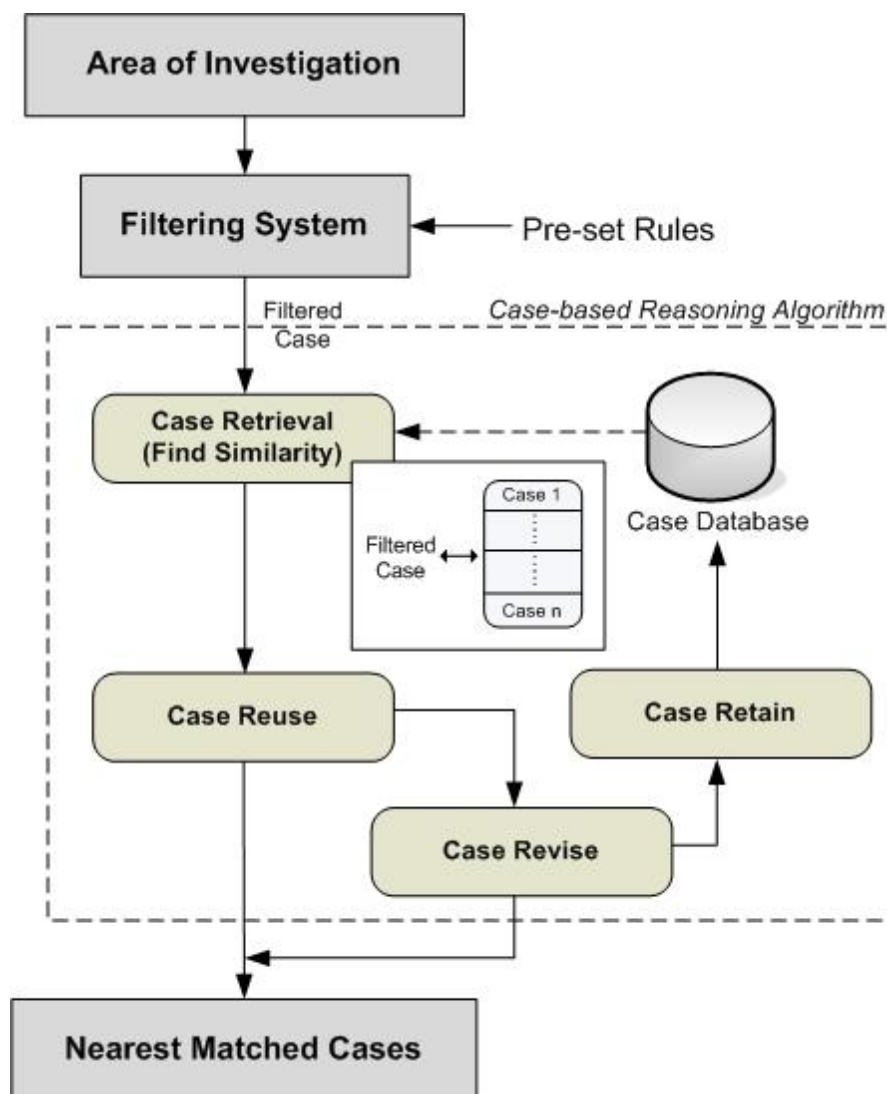 Area of Investigation
Filtering System
Pre-set Rules
Filtered
Case
Case-based Reasoning Algorithm
Case Retrieval
(Find Similarity)
Case Database
Filtered
Case
Case 1
Case n
Case Reuse
Case Retain
Case Revise
Nearest Matched Cases